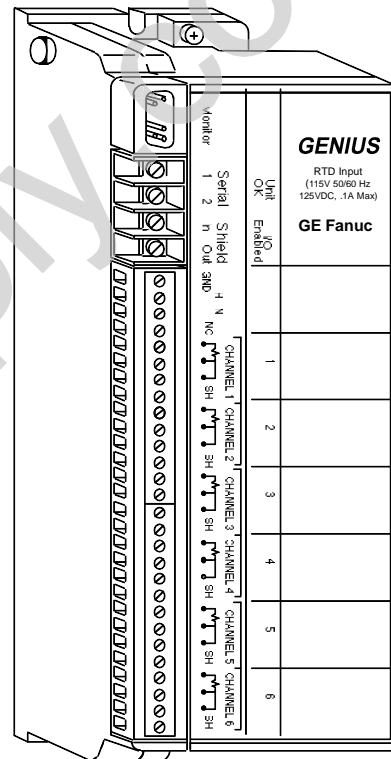 GENIUS
RTD Input
(115V 50/60 Hz
125VDC, .1A Max)
GE Fanuc
Unit
OK
I/O
Enabled
Monitor
Serial Shield
1 2 In Out
GND
H N
NC
CHANNEL 1
SH
1
CHANNEL 2
SH
2
CHANNEL 3
SH
3
CHANNEL 4
SH
4
CHANNEL 5
SH
5
CHANNEL 6
SH
6